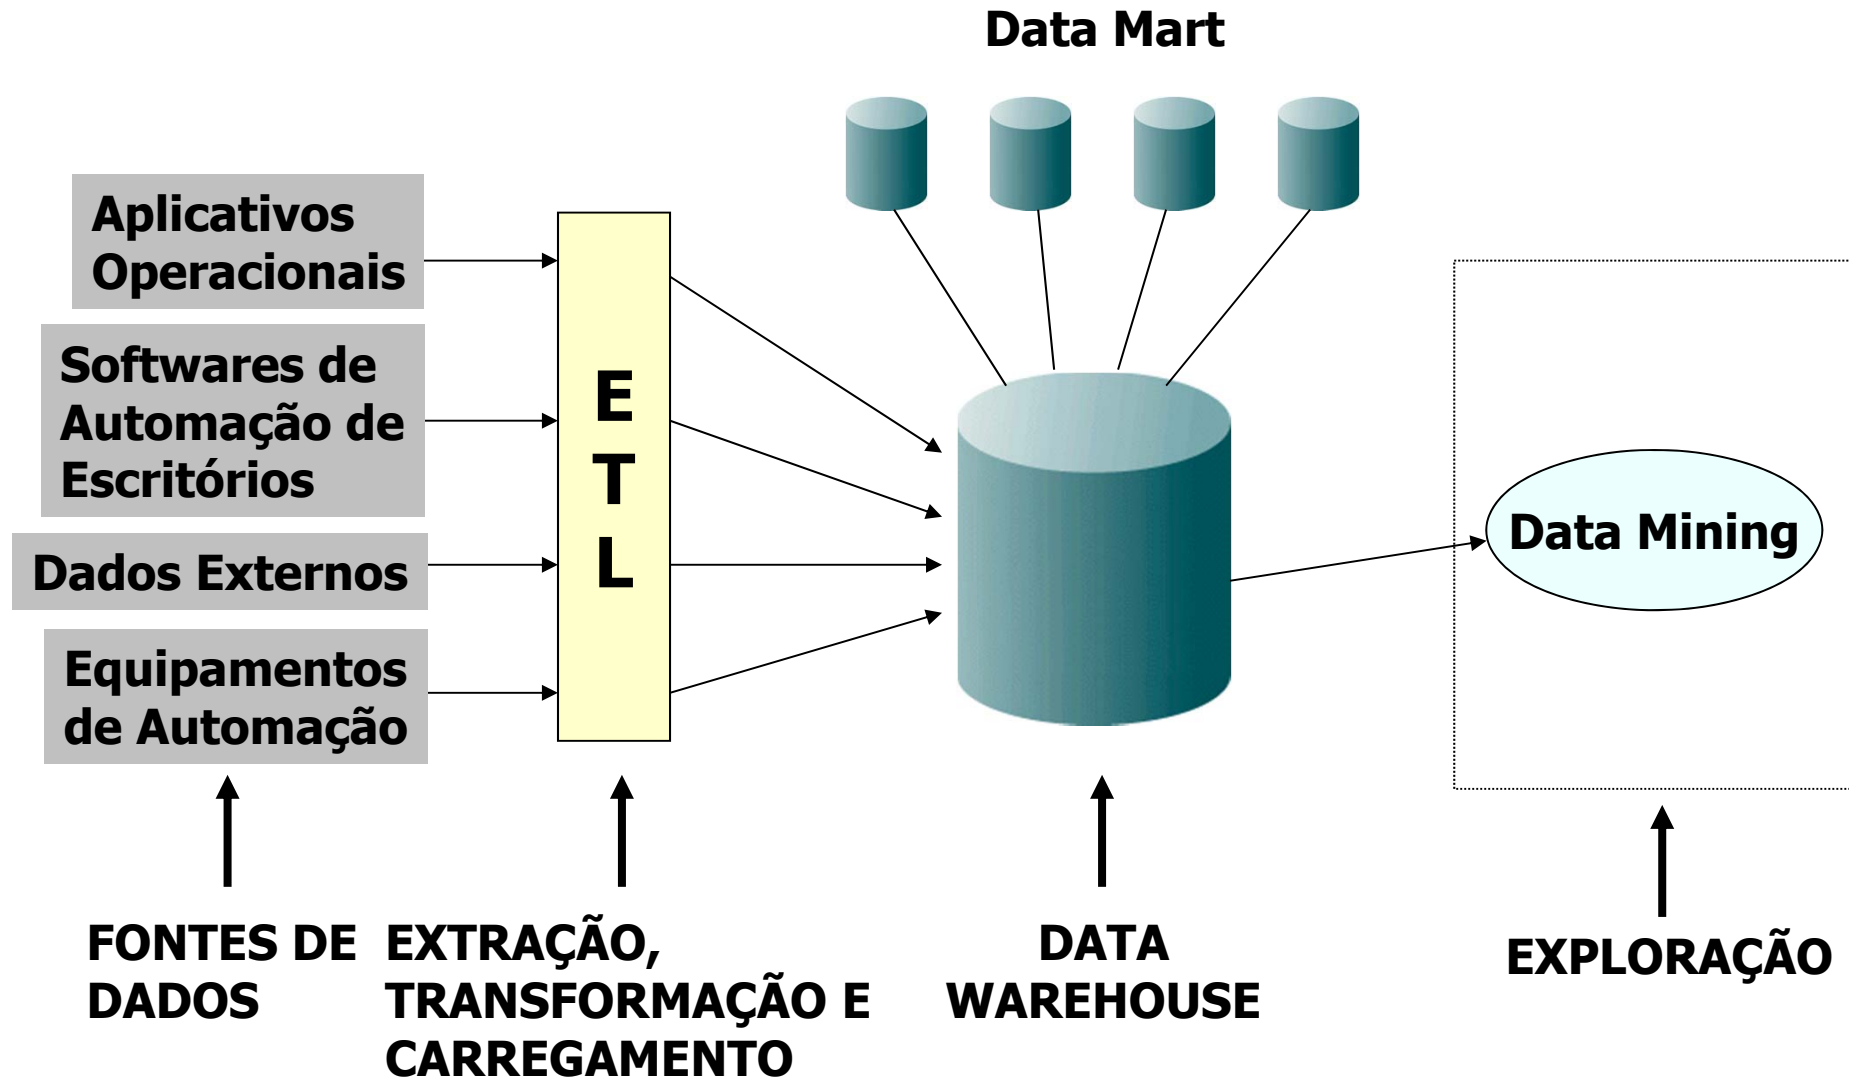 Data Mart
Aplicativos
Operacionais
Softwares de
Automação de
Escritórios
Dados Externos
Equipamentos
de Automação
E
T
L
Data Mining
FONTES DE
DADOS
EXTRAÇÃO,
TRANSFORMAÇÃO E
CARREGAMENTO
DATA
WAREHOUSE
EXPLORAÇÃO